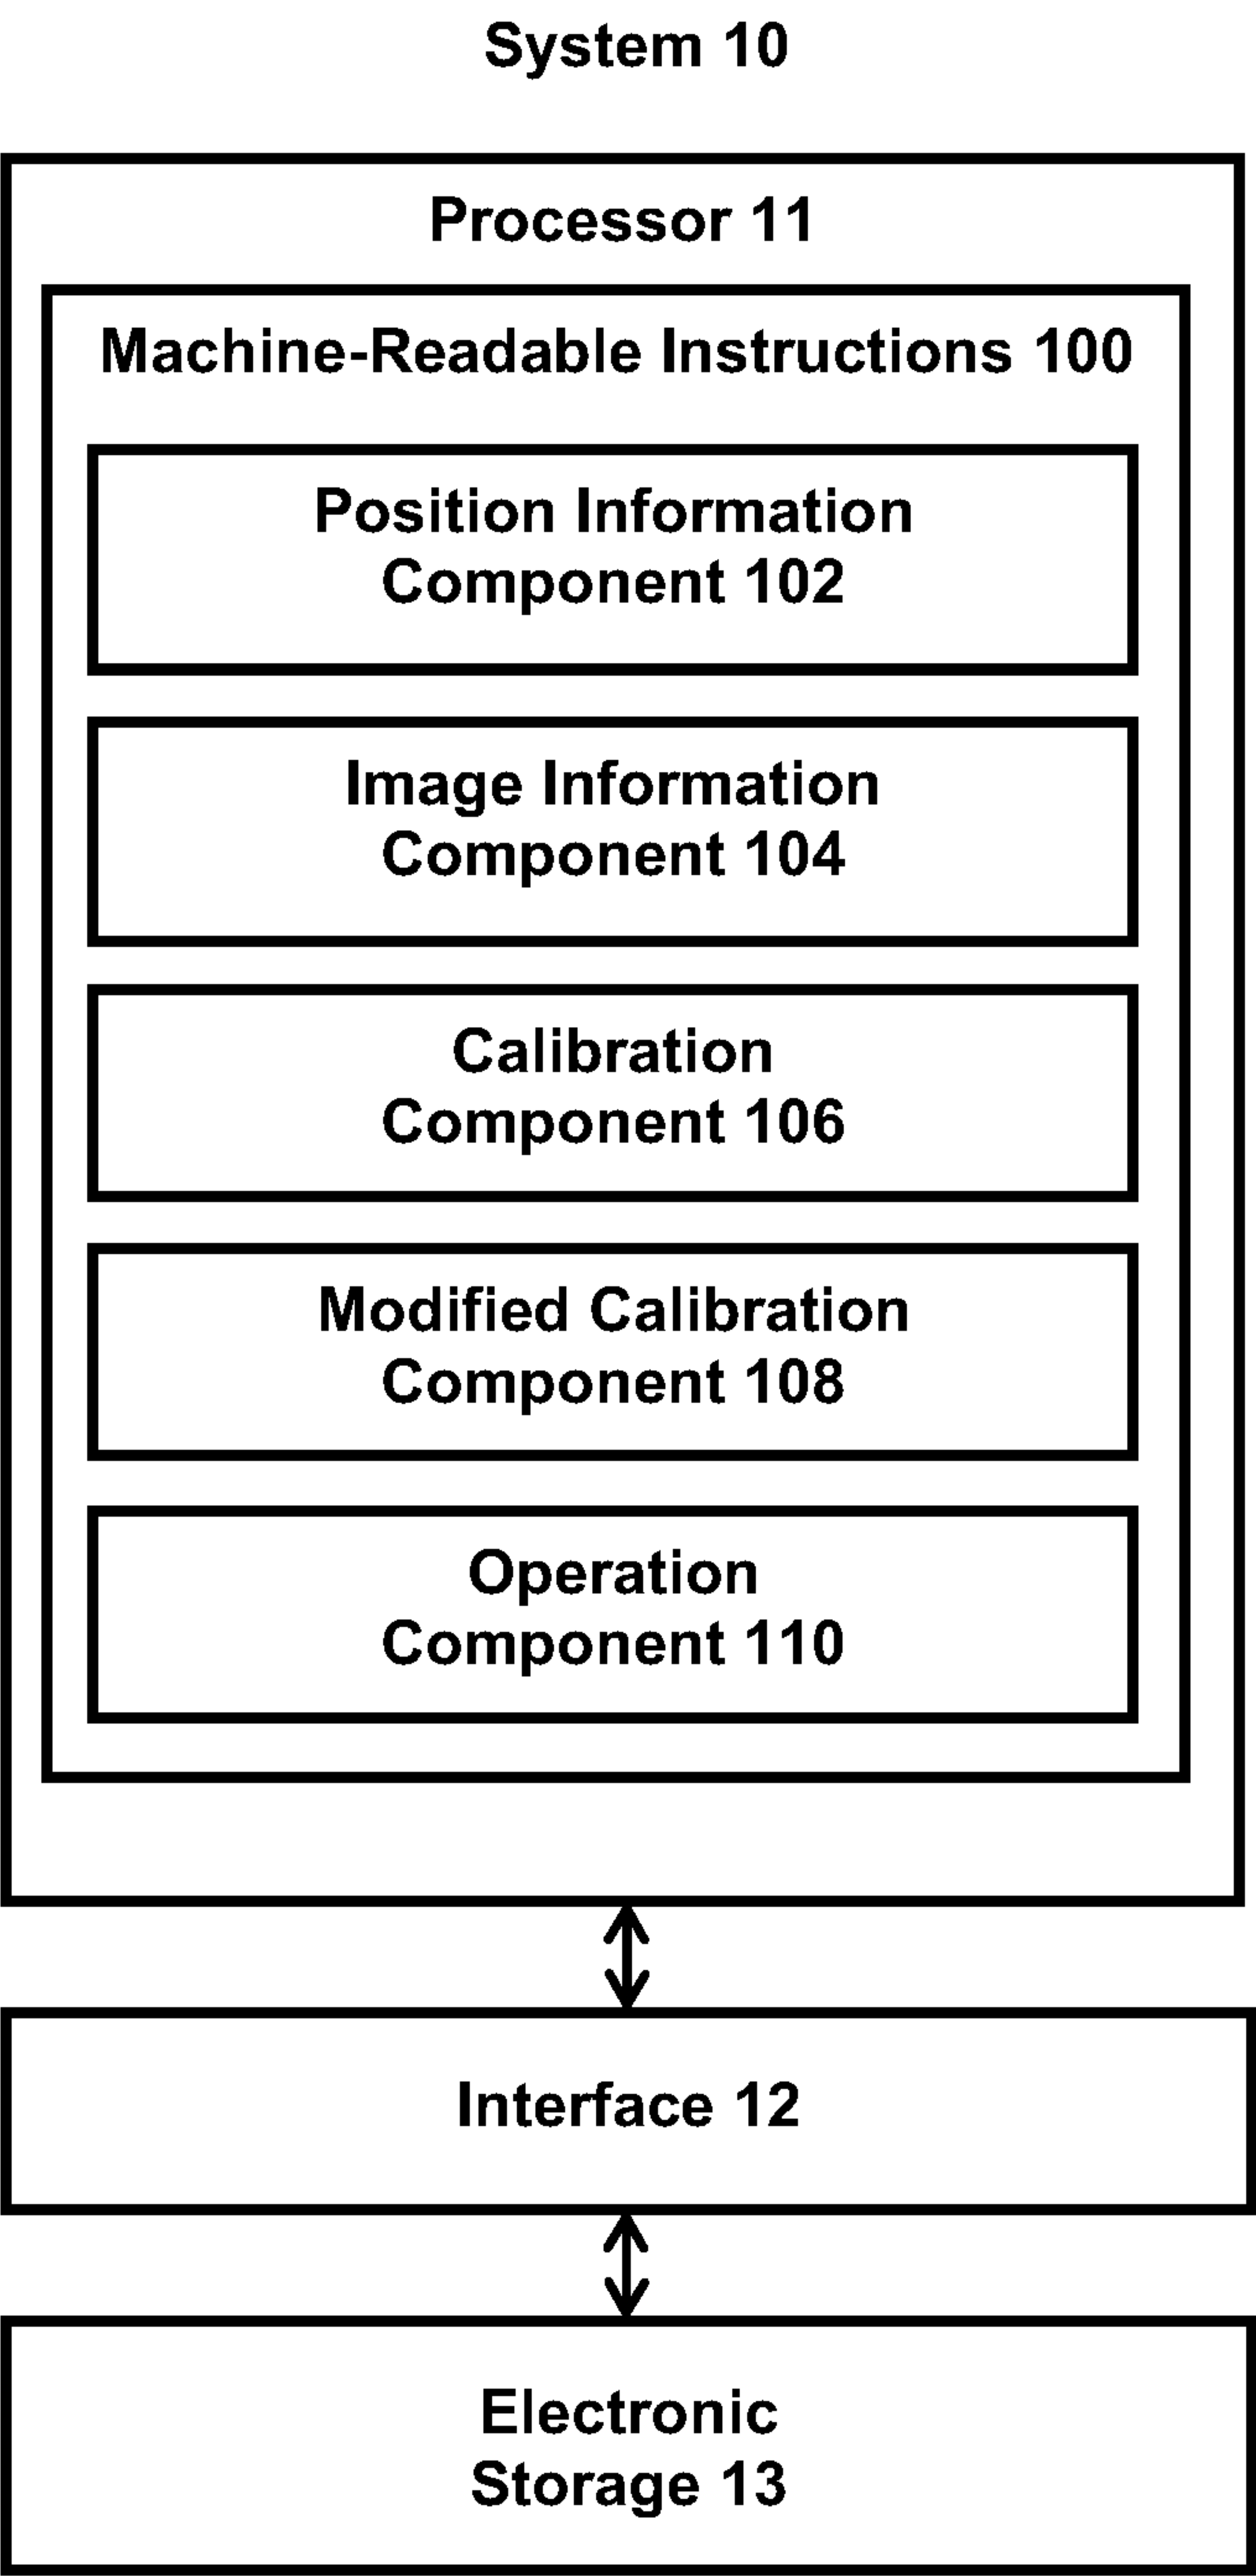 System 10
Processor 11
Machine-Readable Instructions 100
Position Information
Component 102
Image Information
Component 104
Calibration
Component 106
Modified Calibration
Component 108
Operation
Component 110
Interface 12
Electronic
Storage 13